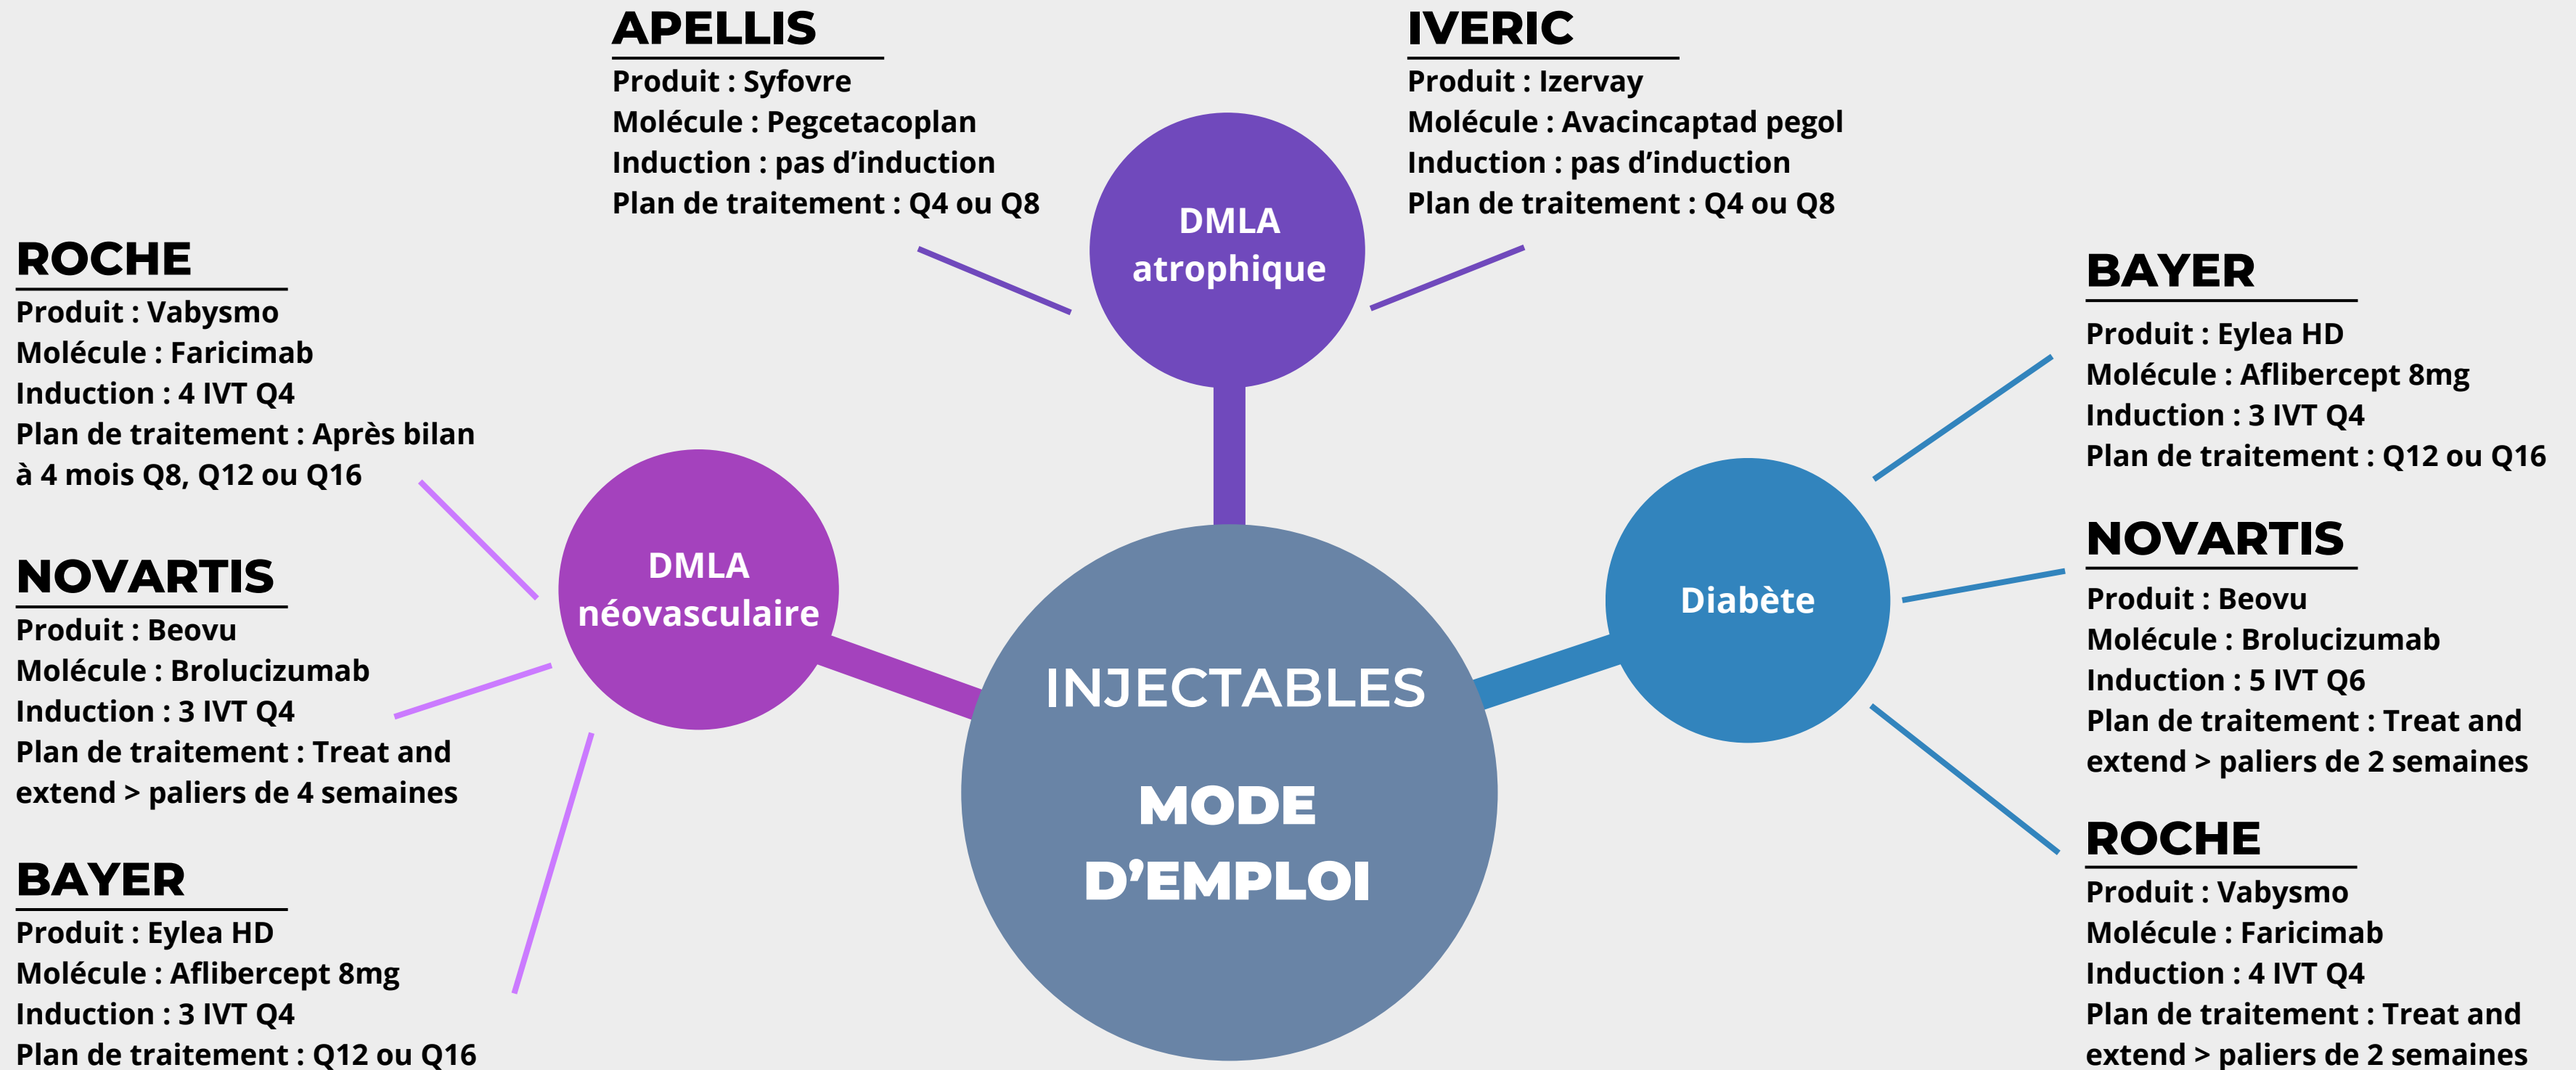 APELLIS
Produit : Syfovre
Molécule : Pegcetacoplan
Induction : pas d’induction
Plan de traitement : Q4 ou Q8
IVERIC
Produit : Izervay
Molécule : Avacincaptad pegol
Induction : pas d’induction
Plan de traitement : Q4 ou Q8
DMLA
atrophique
ROCHE
Produit : Vabysmo
Molécule : Faricimab
Induction : 4 IVT Q4
Plan de traitement : Après bilan
à 4 mois Q8, Q12 ou Q16
NOVARTIS
Produit : Beovu
Molécule : Brolucizumab
Induction : 3 IVT Q4
Plan de traitement : Treat and
extend > paliers de 4 semaines
BAYER
Produit : Eylea HD
Molécule : Aflibercept 8mg
Induction : 3 IVT Q4
Plan de traitement : Q12 ou Q16
DMLA
néovasculaire
INJECTABLES
MODE
D’EMPLOI
Diabète
BAYER
Produit : Eylea HD
Molécule : Aflibercept 8mg
Induction : 3 IVT Q4
Plan de traitement : Q12 ou Q16
NOVARTIS
Produit : Beovu
Molécule : Brolucizumab
Induction : 5 IVT Q6
Plan de traitement : Treat and
extend > paliers de 2 semaines
ROCHE
Produit : Vabysmo
Molécule : Faricimab
Induction : 4 IVT Q4
Plan de traitement : Treat and
extend > paliers de 2 semaines